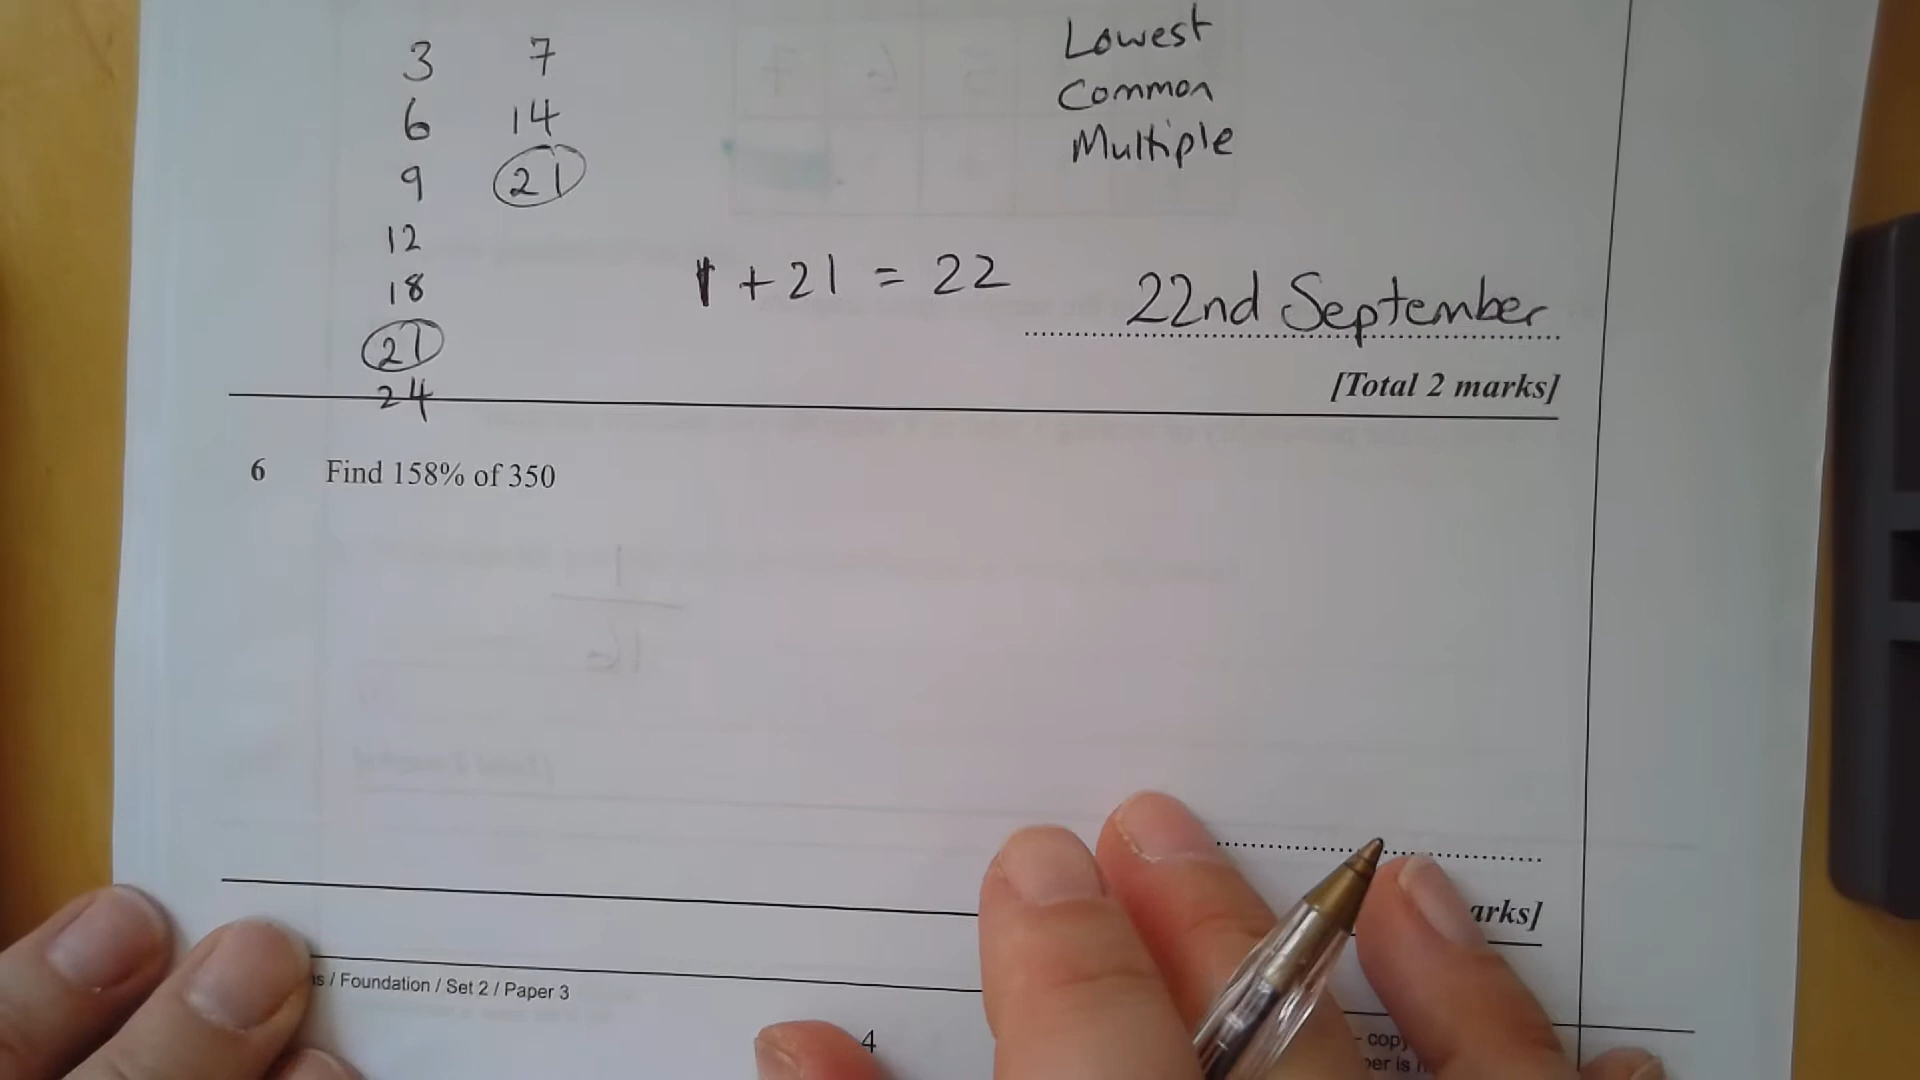 3 7
6 14
9 21
12
18
21
24
Lowest
Common
Multiple
1 + 21 = 22
22nd September
[Total 2 marks]
6 Find 158% of 350
arks]
/ Foundation / Set 2 / Paper 3
4
- copy